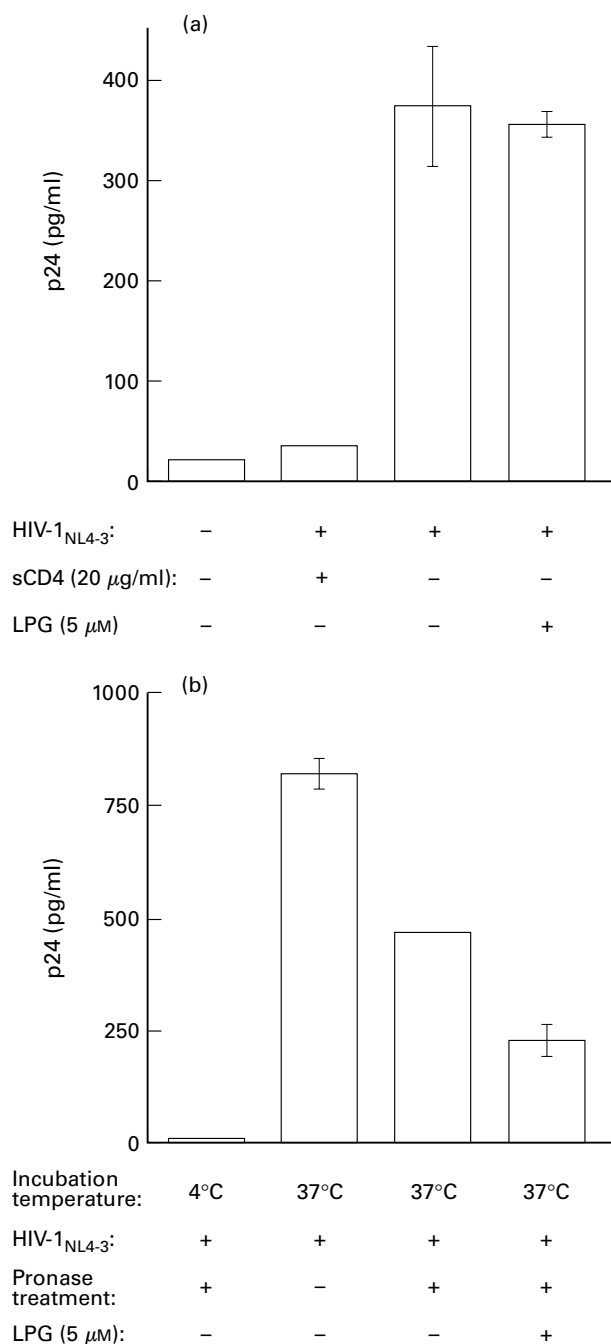 (a)
400
300
200
100
0
p24 (pg/ml)
HIV-1NL4-3: – + + +
sCD4 (20 μg/ml): – + – –
LPG (5 μM) – – – +
(b)
1000
750
500
250
0
p24 (pg/ml)
Incubation
temperature: 4°C 37°C 37°C 37°C
HIV-1NL4-3: + + + +
Pronase
treatment: + – + +
LPG (5 μM): – – – +